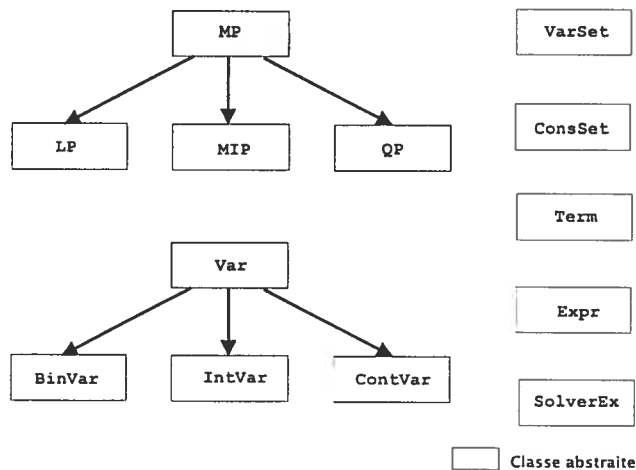 MP
VarSet
LP
MIP
QP
ConsSet
Term
Var
Expr
BinVar
IntVar
ContVar
SolverEx
Classe abstraite